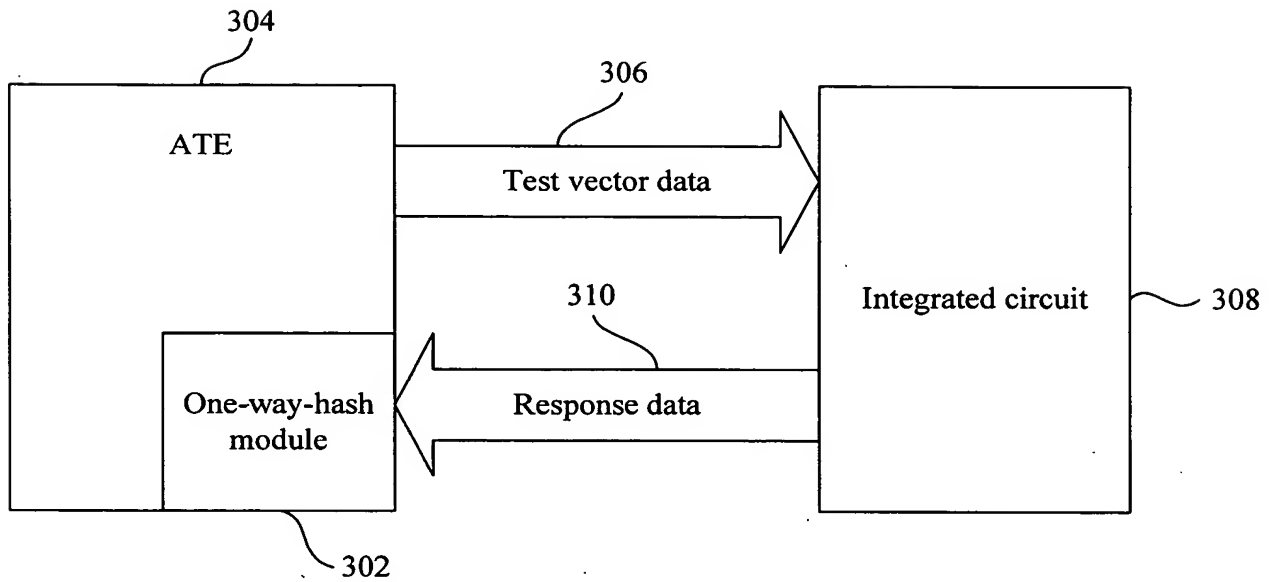 304
306
ATE
Test vector data
310
Integrated circuit
308
One-way-hash
module
Response data
302